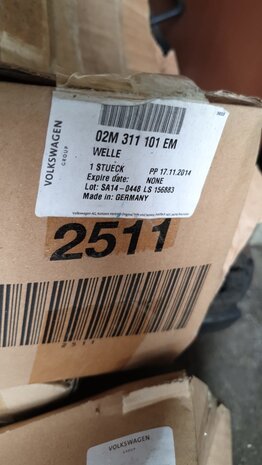 VOLKSWAGEN
GROUP
02M 311 101 EM
WELLE
1 STUECK PP 17.11.2014
Expire date: NONE
Lot: SA14-0448 LS 156883
Made in: GERMANY
2511
2511
VOLKSWAGEN
GROUP